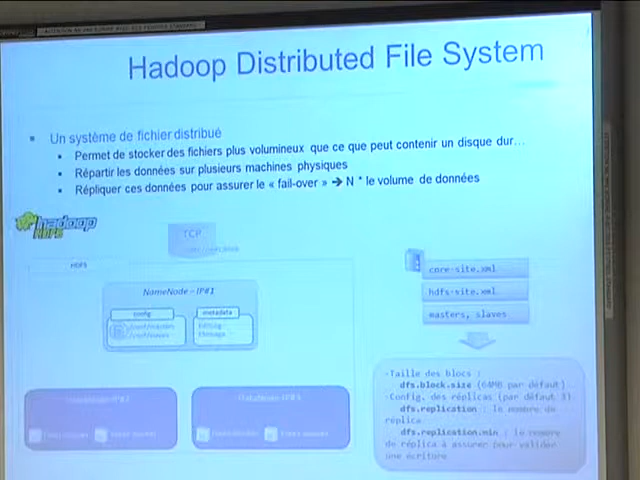 Hadoop Distributed File System
Un système de fichier distribué
Permet de stocker des fichiers plus volumineux que ce que peut contenir un disque dur...
Répartir les données sur plusieurs machines physiques
Répliquer ces données pour assurer le « fail-over » → N * le volume de données
hadoop
HDFS
TCP
HDFS
NameNode – IP#1
config
metadata
core-site.xml
hdfs-site.xml
masters, slaves
-Taille des blocs :
dfs.block.size (64MB par défaut)
-Config. des réplicas (par défaut 3)
dfs.replication : le nombre de
réplica
dfs.replication.min : le nombre
de réplica à assurer pour valider
une écriture